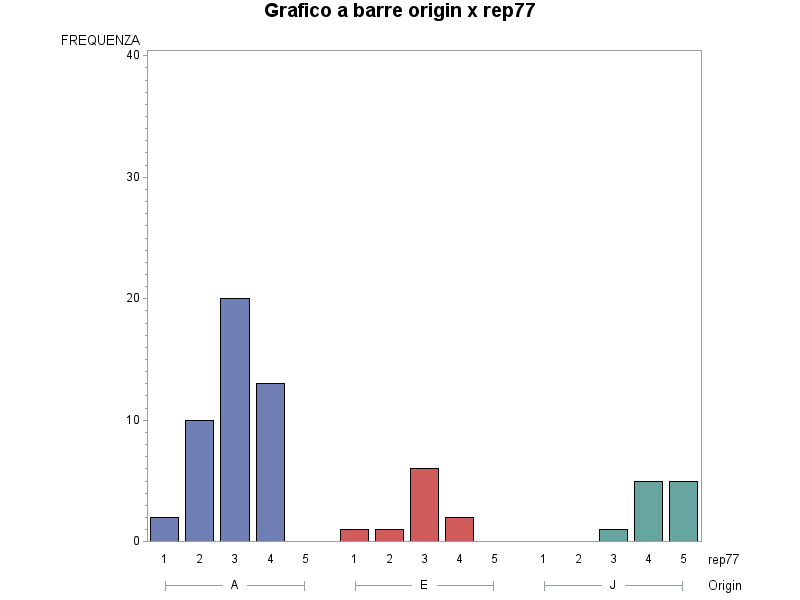 Grafico a barre origin x rep77
FREQUENZA
40
30
20
10
0
1 2 3 4 5 1 2 3 4 5 1 2 3 4 5 rep77
A E J Origin